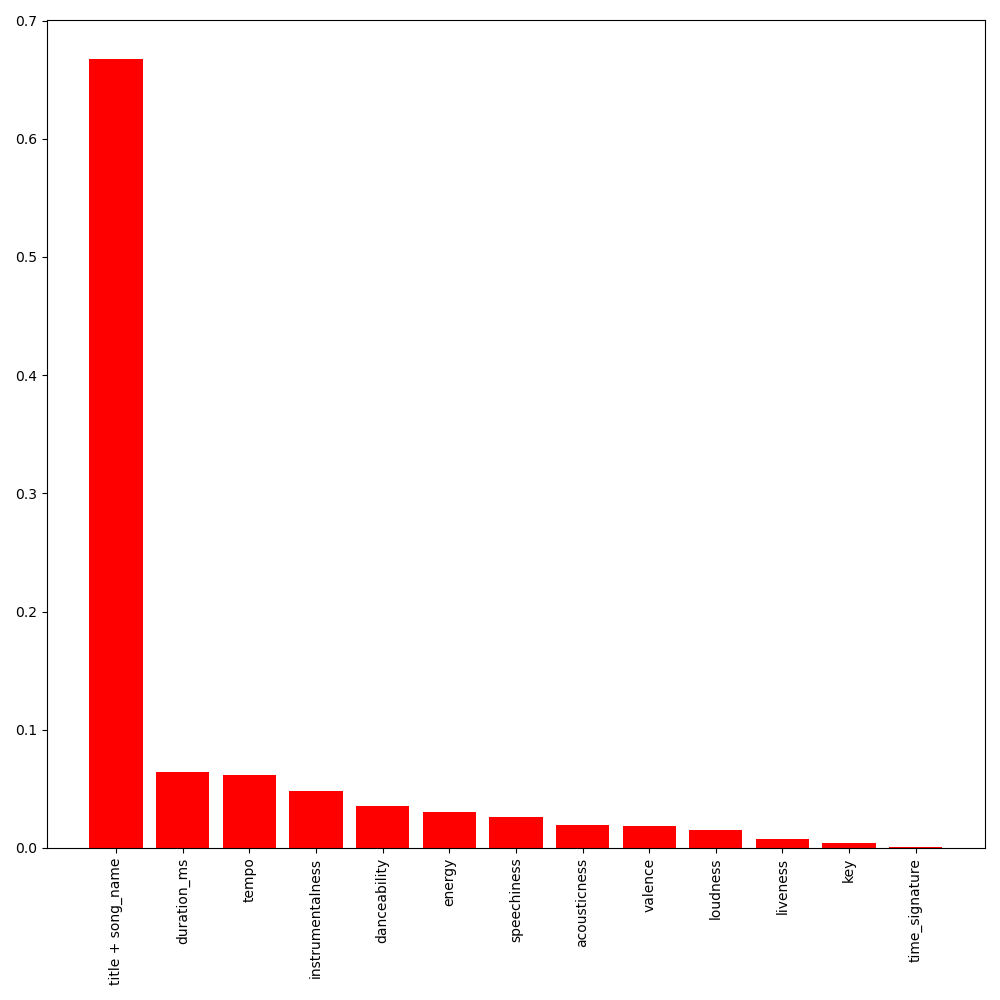 0.7
0.6
0.5
0.4
0.3
0.2
0.1
0.0
title + song_name
duration_ms
tempo
instrumentalness
danceability
energy
speechiness
acousticness
valence
loudness
liveness
key
time_signature